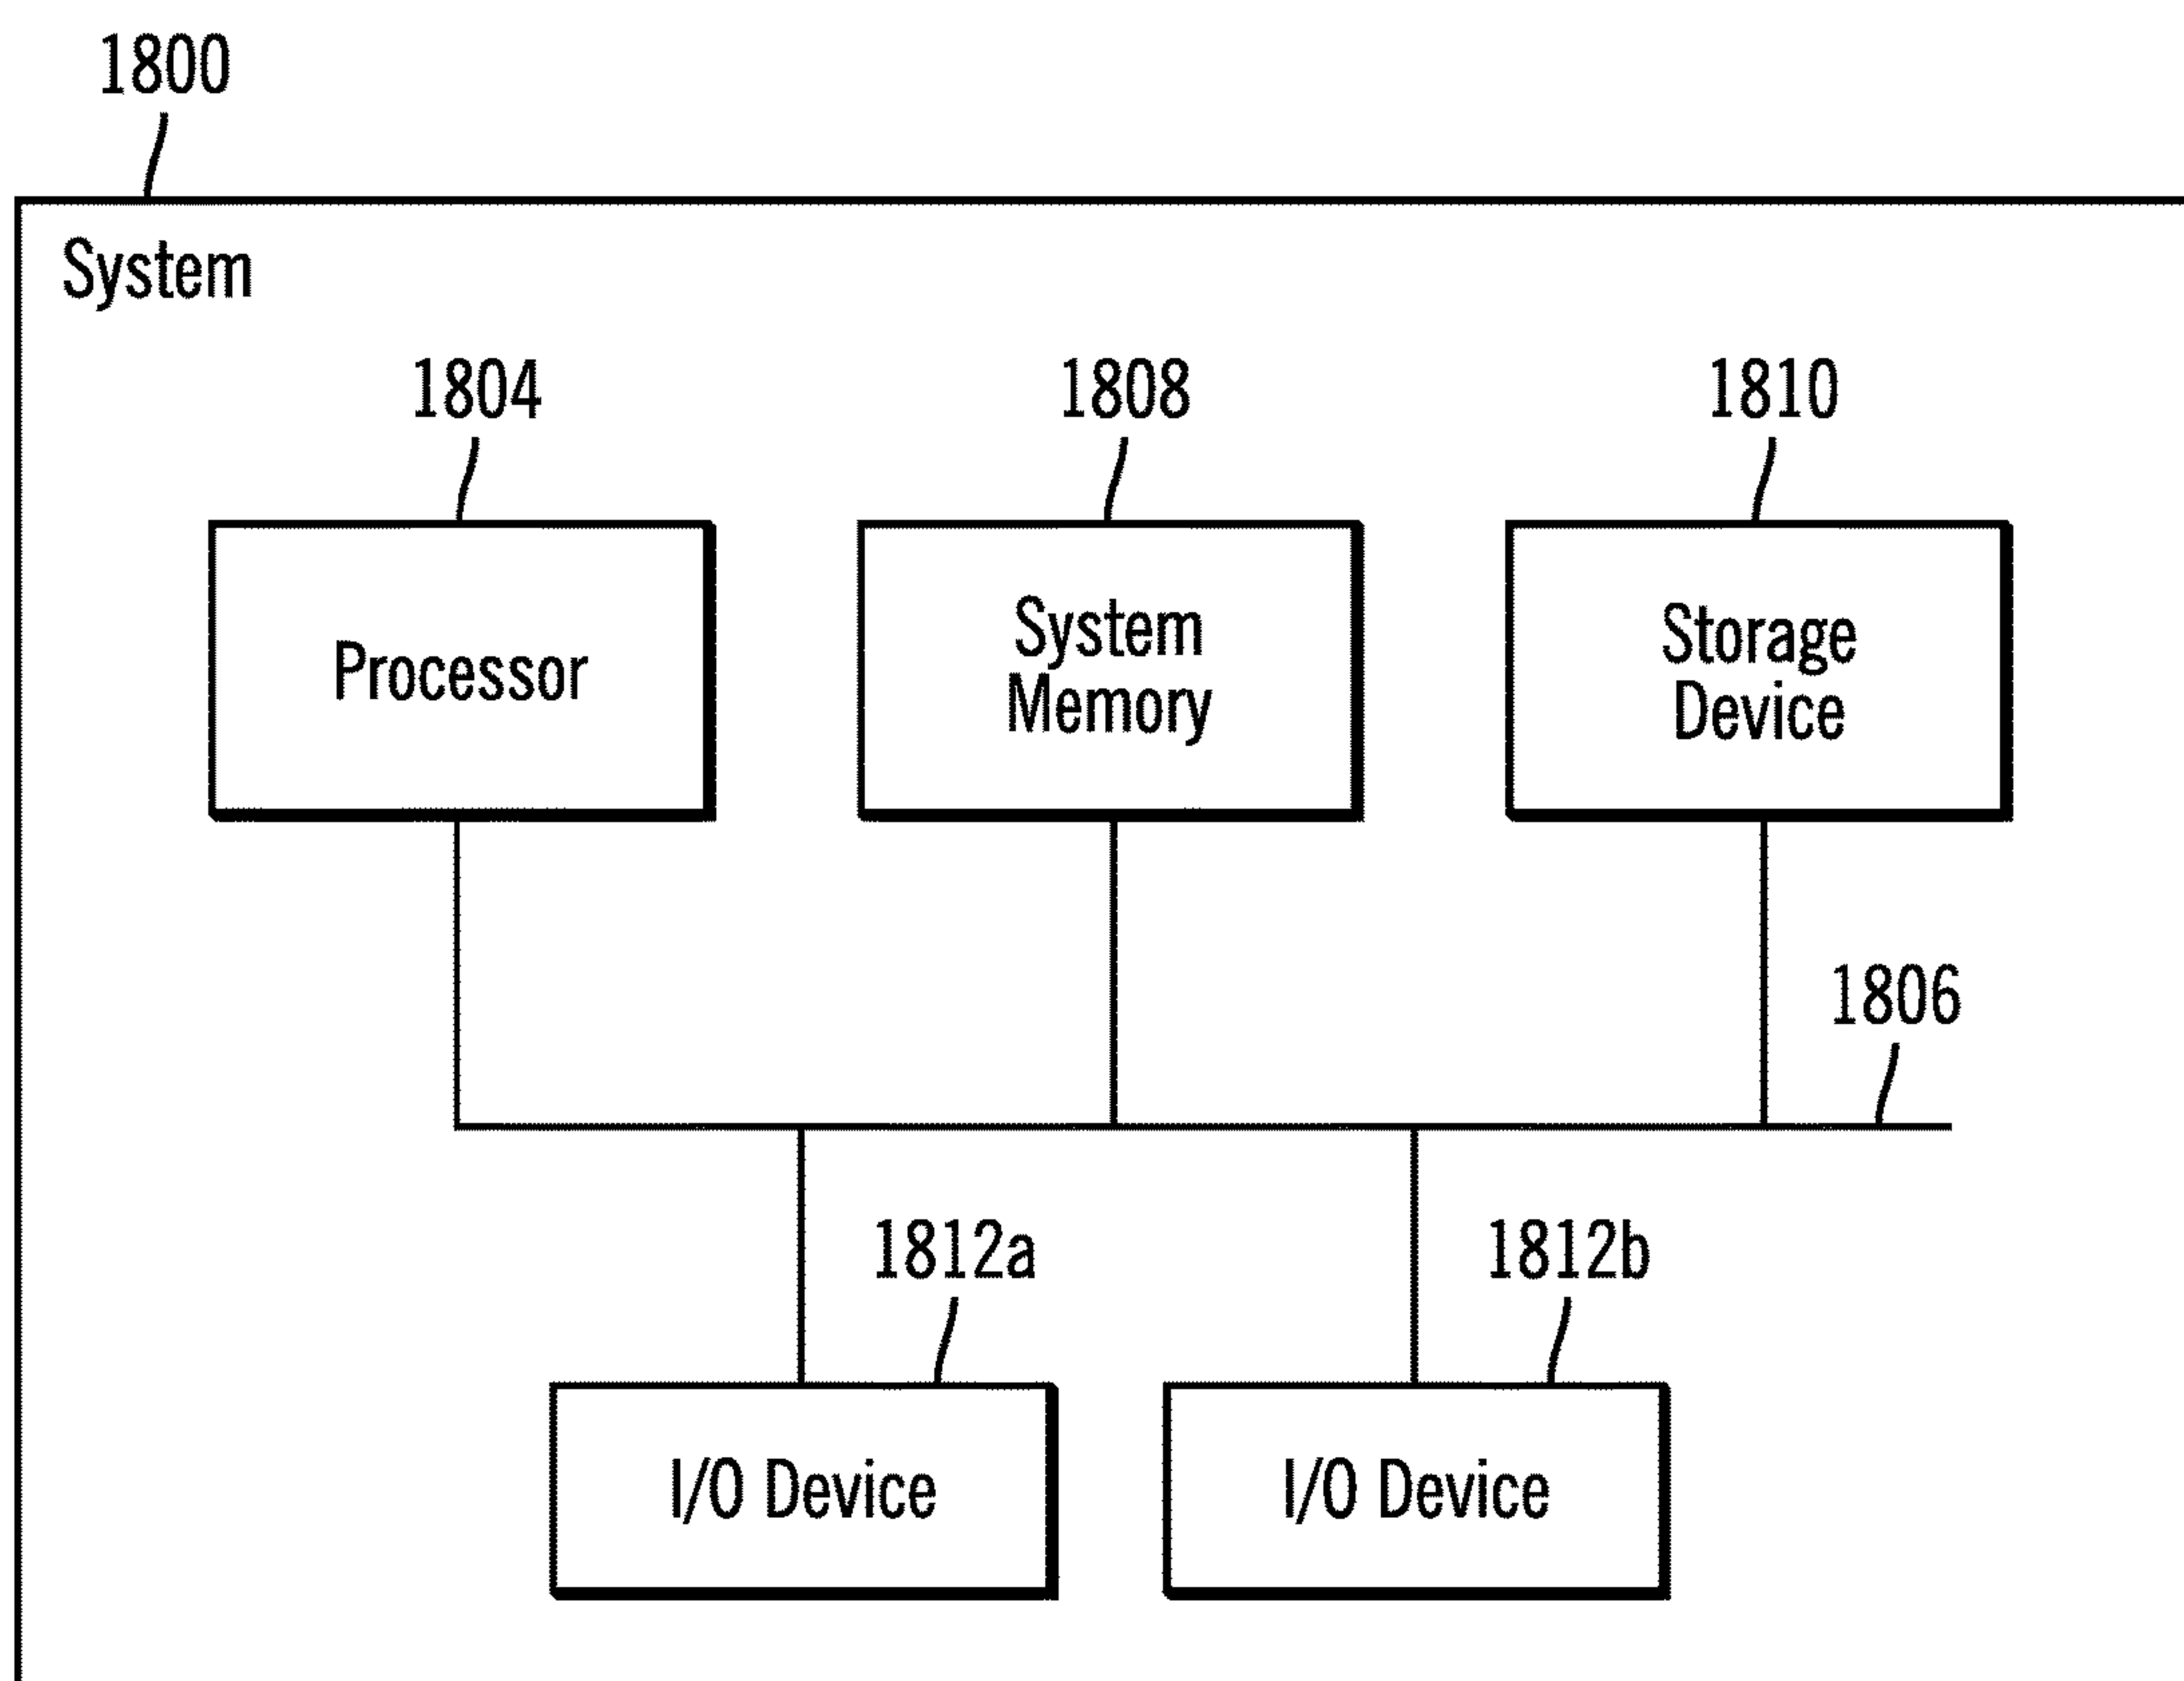 1800
System
1804
1808
1810
Processor
System
Memory
Storage
Device
1806
1812a
1812b
I/O Device
I/O Device